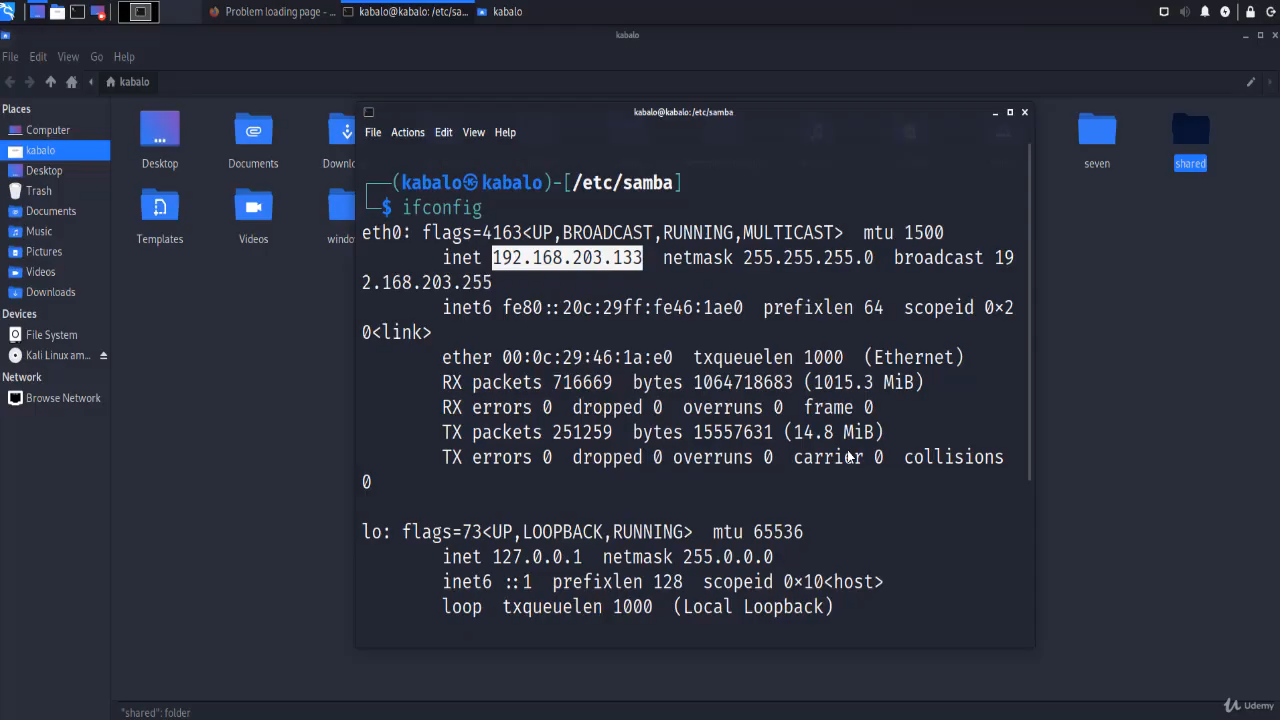 Problem loading page - ...
kabalo@kabalo: /etc/sa...
kabalo
kabalo
File Edit View Go Help
kabalo
Places
Computer
kabalo
Desktop
Trash
Documents
Music
Pictures
Videos
Downloads
Devices
File System
Kali Linux am...
Network
Browse Network
Desktop
Documents
Downlo
seven
shared
Templates
Videos
windo
kabalo@kabalo: /etc/samba
File Actions Edit View Help
┌──(kabalo㉿kabalo)-[/etc/samba]
└─$ ifconfig
eth0: flags=4163<UP,BROADCAST,RUNNING,MULTICAST> mtu 1500
inet 192.168.203.133 netmask 255.255.255.0 broadcast 19
2.168.203.255
inet6 fe80::20c:29ff:fe46:1ae0 prefixlen 64 scopeid 0×2
0<link>
ether 00:0c:29:46:1a:e0 txqueuelen 1000 (Ethernet)
RX packets 716669 bytes 1064718683 (1015.3 MiB)
RX errors 0 dropped 0 overruns 0 frame 0
TX packets 251259 bytes 15557631 (14.8 MiB)
TX errors 0 dropped 0 overruns 0 carrier 0 collisions
0
lo: flags=73<UP,LOOPBACK,RUNNING> mtu 65536
inet 127.0.0.1 netmask 255.0.0.0
inet6 ::1 prefixlen 128 scopeid 0×10<host>
loop txqueuelen 1000 (Local Loopback)
"shared": folder
Udemy